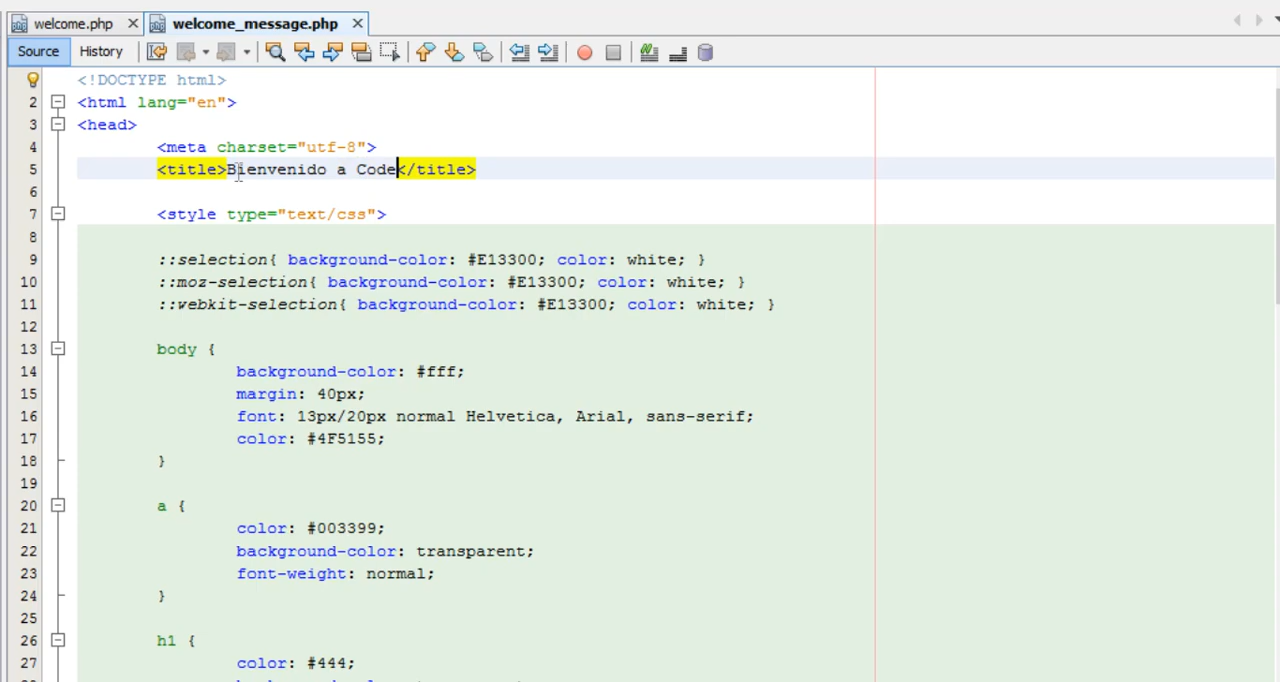 welcome.php welcome_message.php
Source History
<!DOCTYPE html>
2 <html lang="en">
3 <head>
4 <meta charset="utf-8">
5 <title>Bienvenido a Code</title>
6
7 <style type="text/css">
8
9 ::selection{ background-color: #E13300; color: white; }
10 ::moz-selection{ background-color: #E13300; color: white; }
11 ::webkit-selection{ background-color: #E13300; color: white; }
12
13 body {
14 background-color: #fff;
15 margin: 40px;
16 font: 13px/20px normal Helvetica, Arial, sans-serif;
17 color: #4F5155;
18 }
19
20 a {
21 color: #003399;
22 background-color: transparent;
23 font-weight: normal;
24 }
25
26 h1 {
27 color: #444;